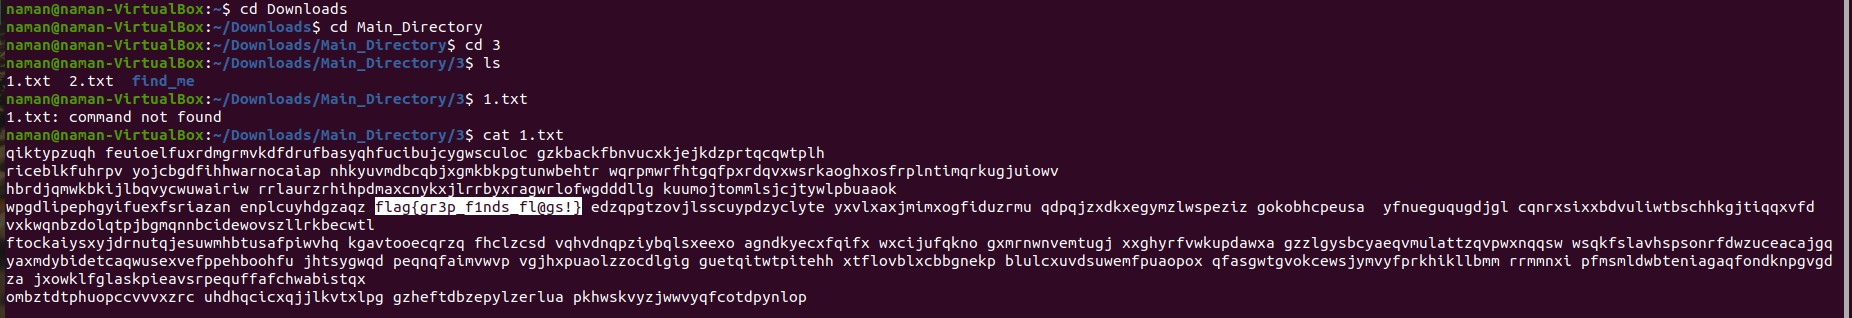 naman@naman-VirtualBox:~$ cd Downloads
naman@naman-VirtualBox:~/Downloads$ cd Main_Directory
naman@naman-VirtualBox:~/Downloads/Main_Directory$ cd 3
naman@naman-VirtualBox:~/Downloads/Main_Directory/3$ ls
1.txt  2.txt  find_me
naman@naman-VirtualBox:~/Downloads/Main_Directory/3$ 1.txt
1.txt: command not found
naman@naman-VirtualBox:~/Downloads/Main_Directory/3$ cat 1.txt
qiktypzuqh feuioelfuxrdmgrmvkdfdrufbasyqhfucibujcygwsculoc gzkbackfbnvucxkjejkdzprtqcqwtplh
riceblkfuhrpv yojcbgdfihhwarnocaiap nhkyuvmdbcqbjxgmkbkpgtunwbehtr wqrpmwrfhtgqfpxrdqvxwsrkaoghxosfrplntimqrkugjuiowv
hbrdjqmwkbkijlbqvycwuwairiw rrlaurzrhihpdmaxcnykxjlrrbyxragwrlofwgdddllg kuumojtommlsjcjtywlpbuaaok
wpgdlipephgyifuexfsriazan enplcuyhdgzaqz flag{gr3p_f1nds_fl@gs!} edzqpgtzovjlsscuypdzyclyte yxvlxaxjmimxogfiduzrmu qdpqjzxdkxegymzlwspeziz gokobhcpeusa  yfnueguqugdjgl cqnrxsixxbdvuliwtbschhkgjtiqqxvfd
vxkwqnbzdolqtpjbgmqnnbcidewovszllrkbecwtl
ftockaiysxyjdrnutqjesuwmhbtusafpiwvhq kgavtooecqrzq fhclzcsd vqhvdnqpziybqlsxeexo agndkyecxfqifx wxcijufqkno gxmrnwnvemtugj xxghyrfvwkupdawxa gzzlgysbcyaeqvmulattzqvpwxnqqsw wsqkfslavhspsonrfdwzuceacajgq
yaxmdybidetcaqwusexvefppehboohfu jhtsygwqd peqnqfaimvwvp vgjhxpuaolzzocdlgig guetqitwtpitehh xtflovblxcbbgnekp blulcxuvdsuwemfpuaopox qfasgwtgvokcewsjymvyfprkhikllbmm rrmmnxi pfmsmldwbteniagaqfondknpgvgd
za jxowklfglaskpieavsrpequffafchwabistqx
ombztdtphuopccvvvxzrc uhdhqcicxqjjlkvtxlpg gzheftdbzepylzerlua pkhwskvyzjwwvyqfcotdpynlop